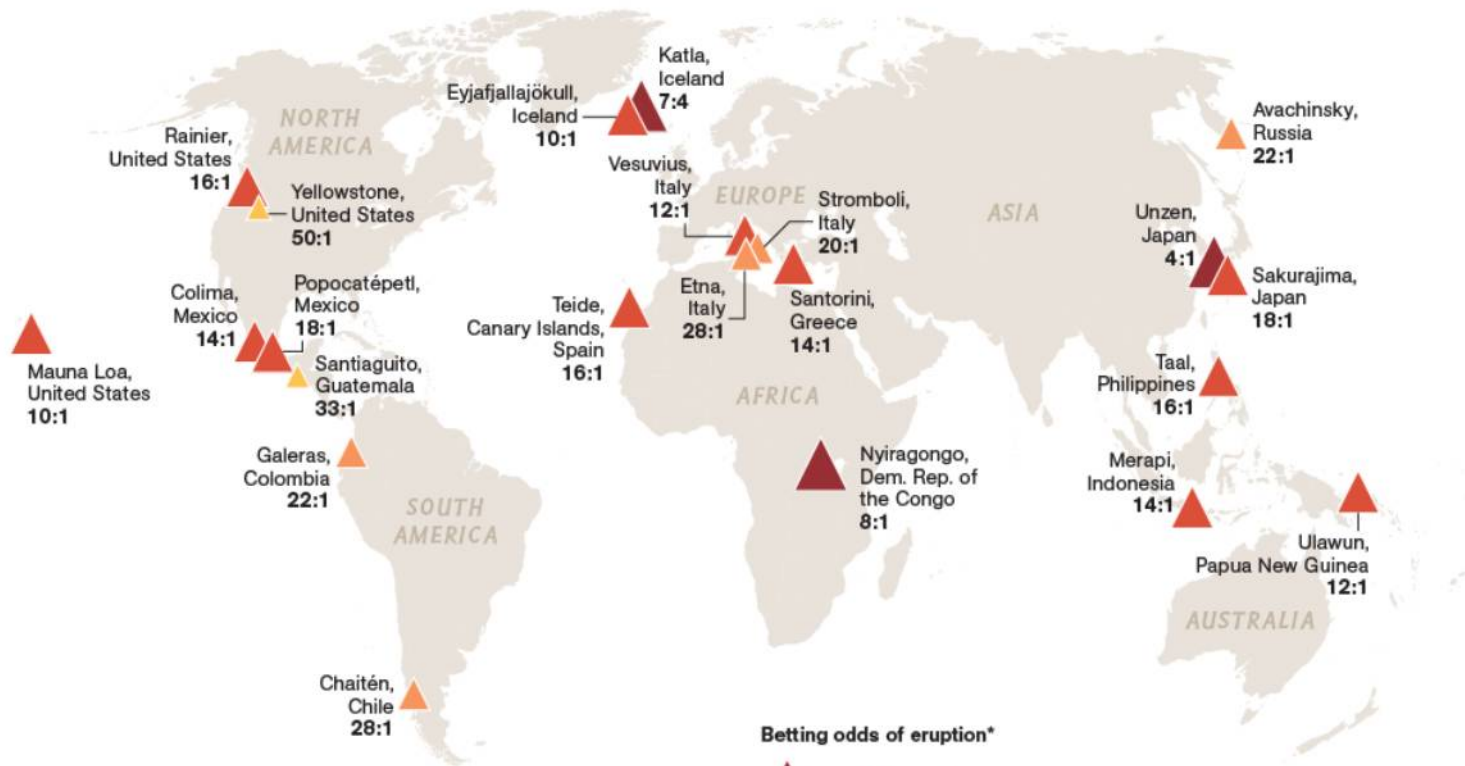 Katla,
Iceland
7:4
Eyjafjallajökull,
Iceland
10:1
NORTH
AMERICA
Rainier,
United States
16:1
Yellowstone,
United States
50:1
Colima,
Mexico
14:1
Popocatépetl,
Mexico
18:1
Mauna Loa,
United States
10:1
Santiaguito,
Guatemala
33:1
Galeras,
Colombia
22:1
SOUTH
AMERICA
Chaitén,
Chile
28:1
Vesuvius,
Italy
12:1
EUROPE
Stromboli,
Italy
20:1
Etna,
Italy
28:1
Santorini,
Greece
14:1
Teide,
Canary Islands,
Spain
16:1
AFRICA
Nyiragongo,
Dem. Rep. of
the Congo
8:1
ASIA
Avachinsky,
Russia
22:1
Unzen,
Japan
4:1
Sakurajima,
Japan
18:1
Taal,
Philippines
16:1
Merapi,
Indonesia
14:1
Ulawun,
Papua New Guinea
12:1
AUSTRALIA
Betting odds of eruption*